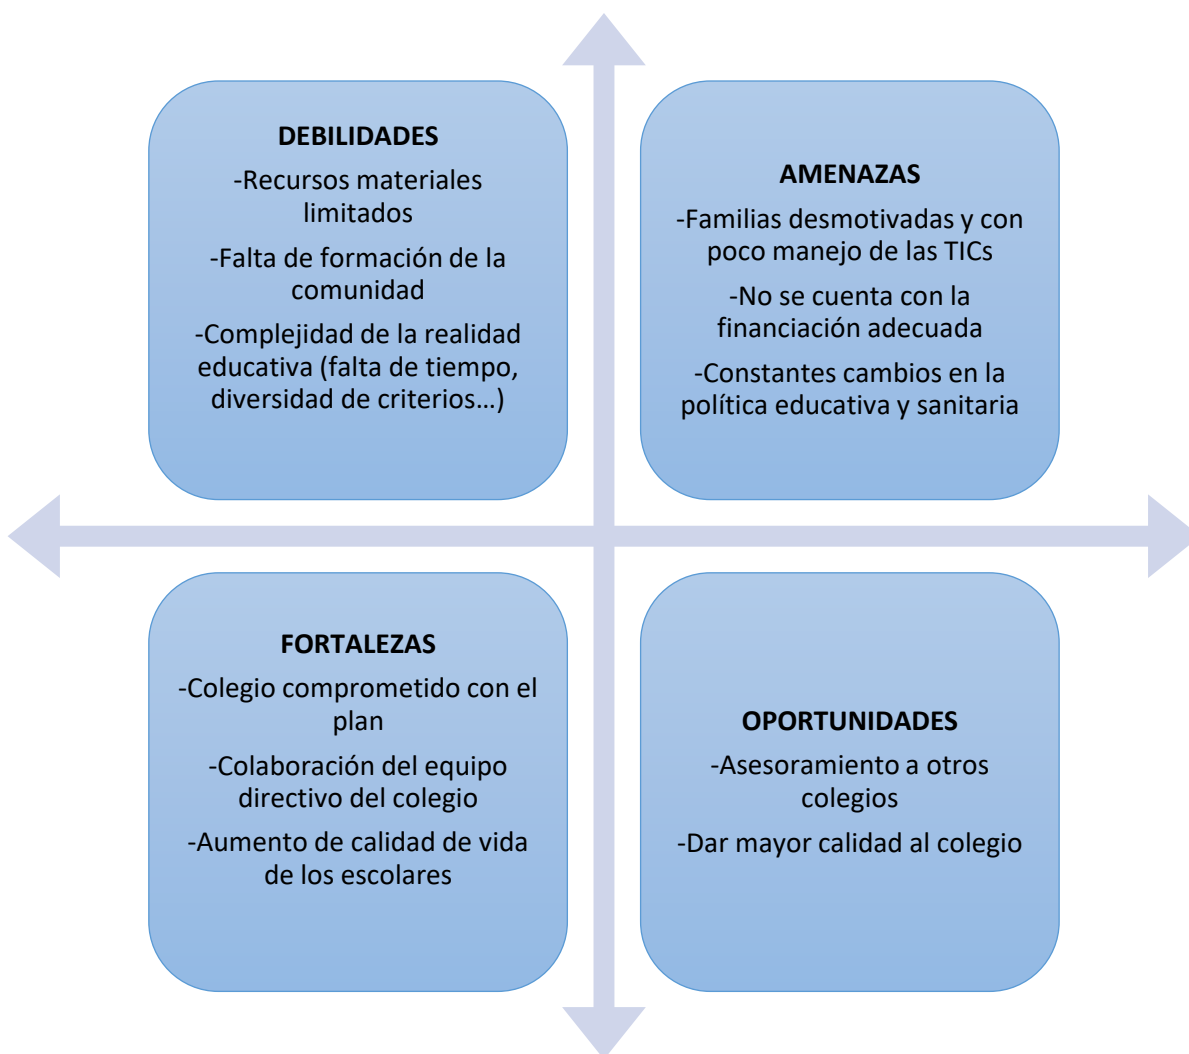 DEBILIDADES
-Recursos materiales
limitados
-Falta de formación de la
comunidad
-Complejidad de la realidad
educativa (falta de tiempo,
diversidad de criterios…)
AMENAZAS
-Familias desmotivadas y con
poco manejo de las TICs
-No se cuenta con la
financiación adecuada
-Constantes cambios en la
política educativa y sanitaria
FORTALEZAS
-Colegio comprometido con el
plan
-Colaboración del equipo
directivo del colegio
-Aumento de calidad de vida
de los escolares
OPORTUNIDADES
-Asesoramiento a otros
colegios
-Dar mayor calidad al colegio